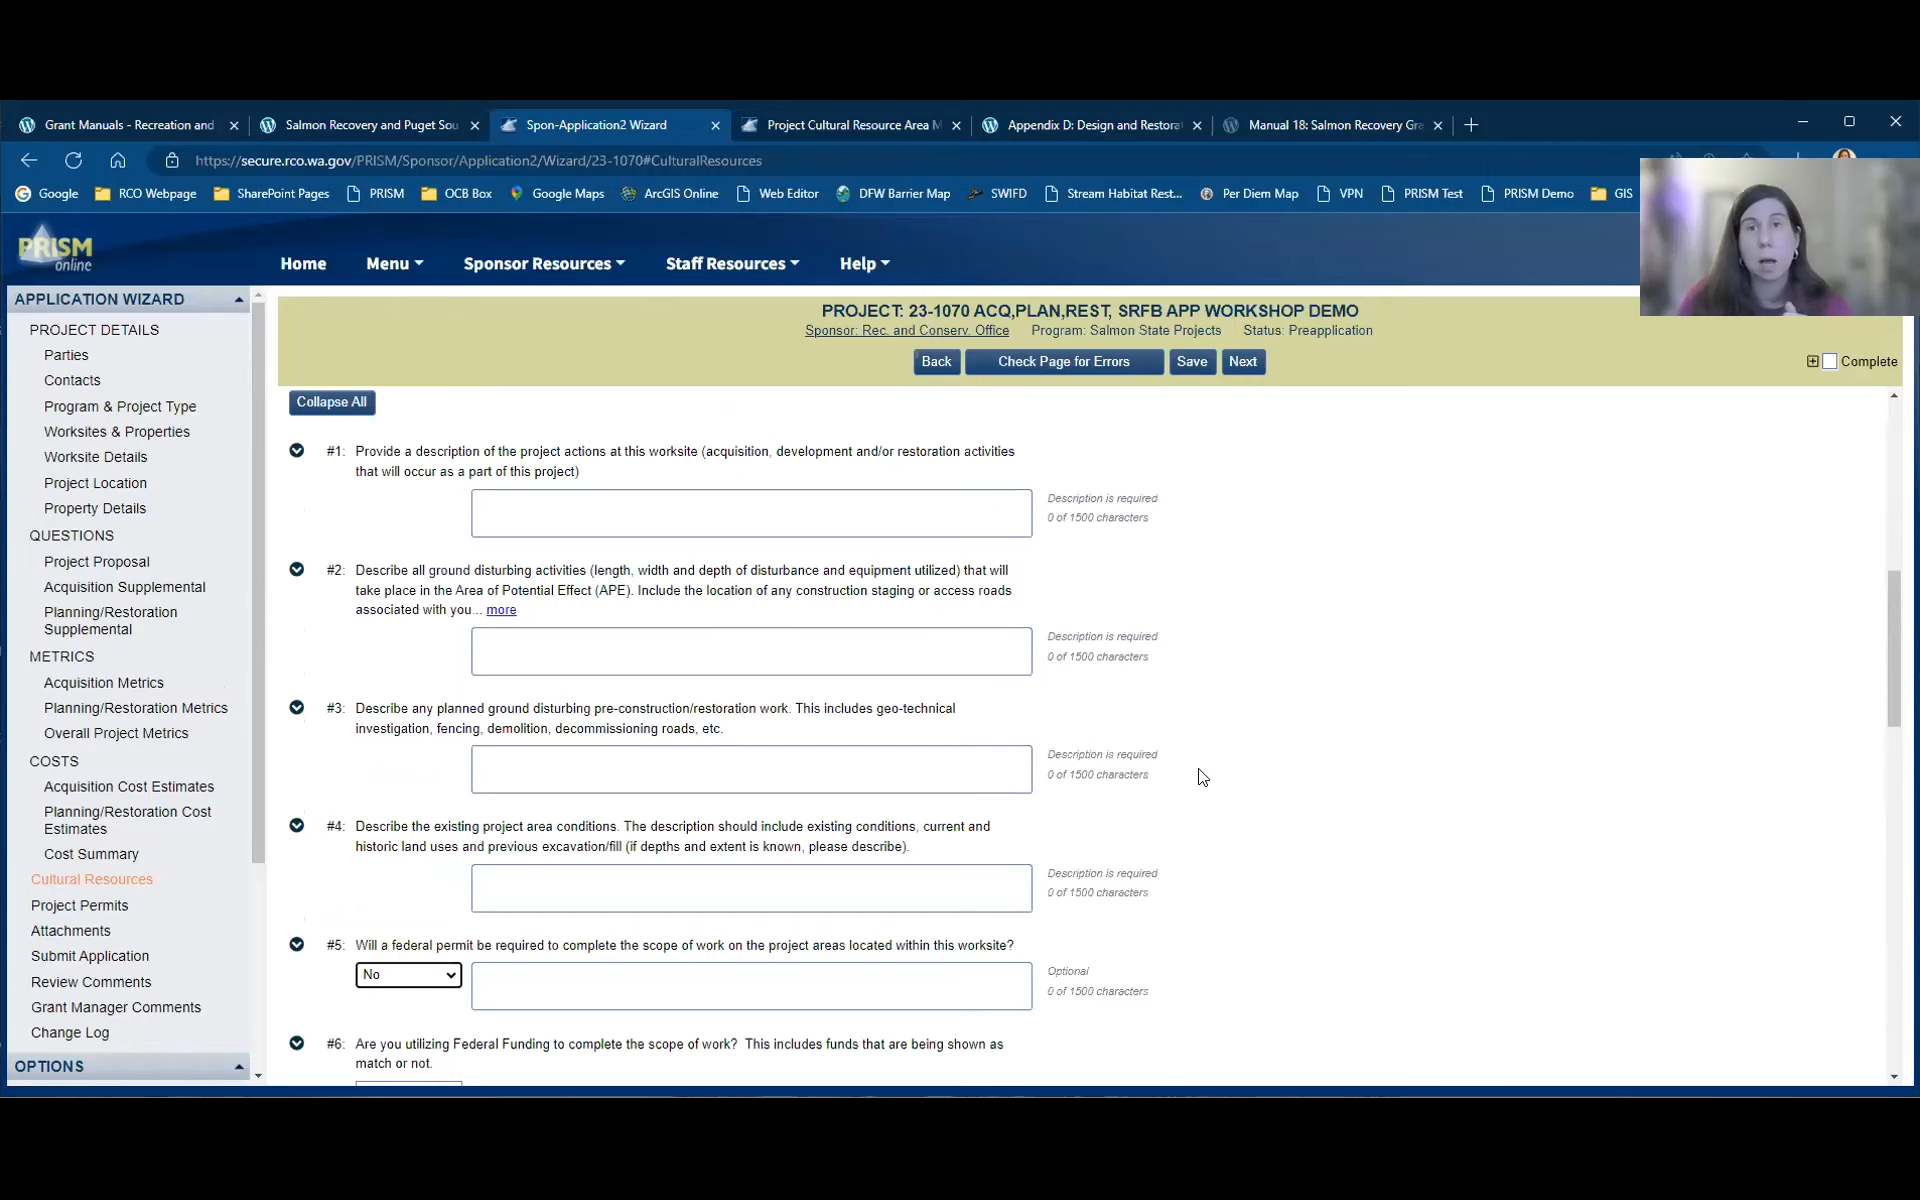 Grant Manuals - Recreation and
Salmon Recovery and Puget Sou
Spon-Application2 Wizard
Project Cultural Resource Area M
Appendix D: Design and Restora
Manual 18: Salmon Recovery Gra
https://secure.rco.wa.gov/PRISM/Sponsor/Application2/Wizard/23-1070#CulturalResources
Google
RCO Webpage
SharePoint Pages
PRISM
OCB Box
Google Maps
ArcGIS Online
Web Editor
DFW Barrier Map
SWIFD
Stream Habitat Rest...
Per Diem Map
VPN
PRISM Test
PRISM Demo
GIS
PRISM
online
Home
Menu
Sponsor Resources
Staff Resources
Help
APPLICATION WIZARD
PROJECT DETAILS
Parties
Contacts
Program & Project Type
Worksites & Properties
Worksite Details
Project Location
Property Details
QUESTIONS
Project Proposal
Acquisition Supplemental
Planning/Restoration
Supplemental
METRICS
Acquisition Metrics
Planning/Restoration Metrics
Overall Project Metrics
COSTS
Acquisition Cost Estimates
Planning/Restoration Cost
Estimates
Cost Summary
Cultural Resources
Project Permits
Attachments
Submit Application
Review Comments
Grant Manager Comments
Change Log
OPTIONS
PROJECT: 23-1070 ACQ,PLAN,REST, SRFB APP WORKSHOP DEMO
Sponsor: Rec. and Conserv. Office Program: Salmon State Projects Status: Preapplication
Back
Check Page for Errors
Save
Next
Complete
Collapse All
#1: Provide a description of the project actions at this worksite (acquisition, development and/or restoration activities
that will occur as a part of this project)
Description is required
0 of 1500 characters
#2: Describe all ground disturbing activities (length, width and depth of disturbance and equipment utilized) that will
take place in the Area of Potential Effect (APE). Include the location of any construction staging or access roads
associated with you... more
Description is required
0 of 1500 characters
#3: Describe any planned ground disturbing pre-construction/restoration work. This includes geo-technical
investigation, fencing, demolition, decommissioning roads, etc.
Description is required
0 of 1500 characters
#4: Describe the existing project area conditions. The description should include existing conditions, current and
historic land uses and previous excavation/fill (if depths and extent is known, please describe).
Description is required
0 of 1500 characters
#5: Will a federal permit be required to complete the scope of work on the project areas located within this worksite?
No
Optional
0 of 1500 characters
#6: Are you utilizing Federal Funding to complete the scope of work? This includes funds that are being shown as
match or not.